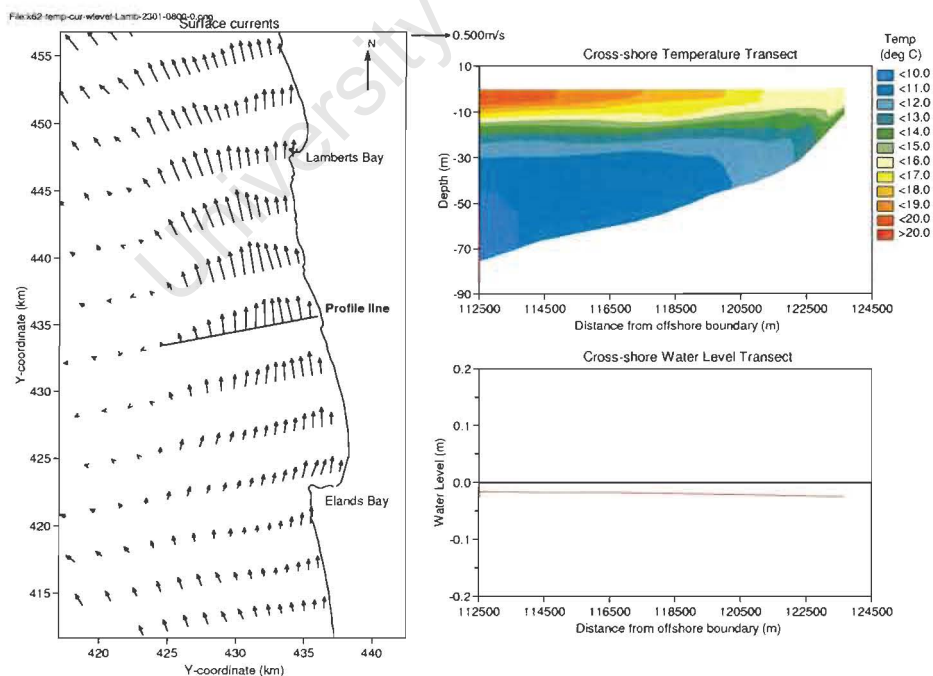 Surface currents
N
0.500m/s
455
450
445
440
435
430
425
420
415
Y-coordinate (km)
420 425 430 435 440
Y-coordinate (km)
Lamberts Bay
Profile line
Elands Bay
University
Cross-shore Temperature Transect
10
-10
-30
-50
-70
-90
Depth (m)
112500 114500 116500 118500 120500 122500 124500
Distance from offshore boundary (m)
Temp
(deg C)
<10.0
<11.0
<12.0
<13.0
<14.0
<15.0
<16.0
<17.0
<18.0
<19.0
<20.0
>20.0
Cross-shore Water Level Transect
0.2
0.1
0.0
-0.1
-0.2
Water Level (m)
112500 114500 116500 118500 120500 122500 124500
Distance from offshore boundary (m)